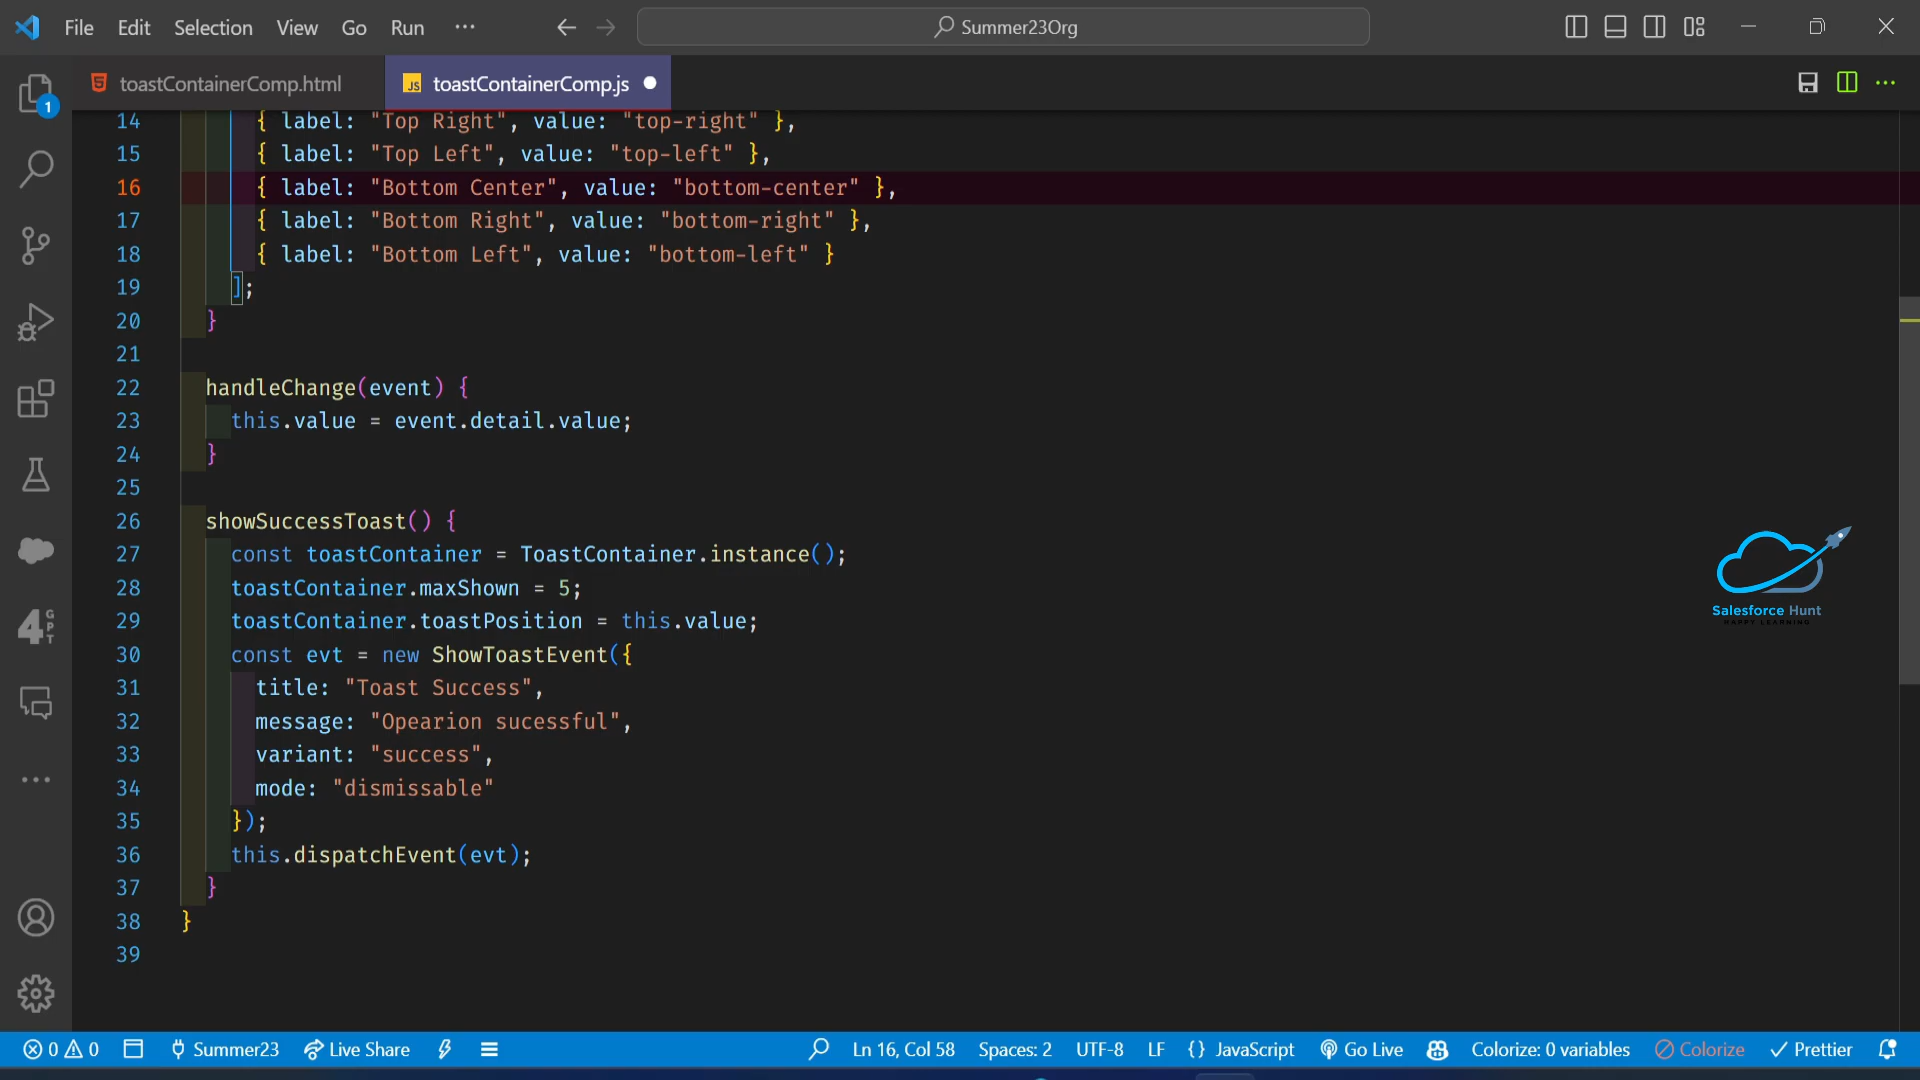 File Edit Selection View Go Run ···
Summer23Org
1
toastContainerComp.html
JS toastContainerComp.js
14 { label: "Top Right", value: "top-right" },
15 { label: "Top Left", value: "top-left" },
16 { label: "Bottom Center", value: "bottom-center" },
17 { label: "Bottom Right", value: "bottom-right" },
18 { label: "Bottom Left", value: "bottom-left" }
19 ];
20 }
21
22 handleChange(event) {
23 this.value = event.detail.value;
24 }
25
26 showSuccessToast() {
27 const toastContainer = ToastContainer.instance();
28 toastContainer.maxShown = 5;
29 toastContainer.toastPosition = this.value;
30 const evt = new ShowToastEvent({
31 title: "Toast Success",
32 message: "Opearion sucessful",
33 variant: "success",
34 mode: "dismissable"
35 });
36 this.dispatchEvent(evt);
37 }
38 }
39
Salesforce Hunt
HAPPY LEARNING
4GPT
0 0 Summer23 Live Share Ln 16, Col 58 Spaces: 2 UTF-8 LF {} JavaScript Go Live Colorize: 0 variables Colorize Prettier